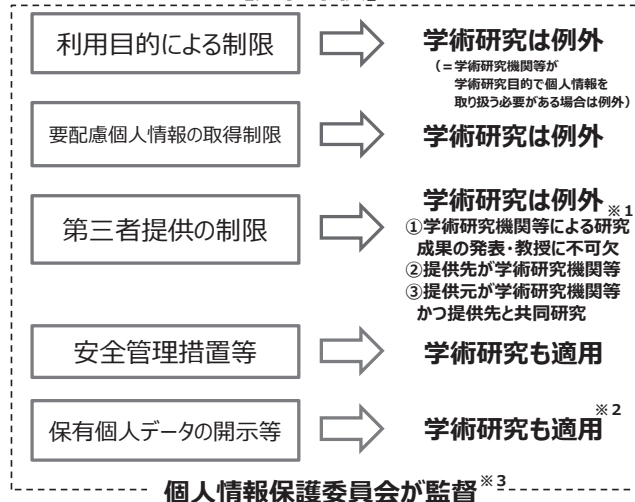 利用目的による制限
学術研究は例外
(＝学術研究機関等が
学術研究目的で個人情報を
取り扱う必要がある場合は例外)
要配慮個人情報の取得制限
学術研究は例外
第三者提供の制限
学術研究は例外※1
①学術研究機関等による研究
成果の発表・教授に不可欠
②提供先が学術研究機関等
③提供元が学術研究機関等
かつ提供先と共同研究
安全管理措置等
学術研究も適用
保有個人データの開示等
学術研究も適用※2
個人情報保護委員会が監督※3